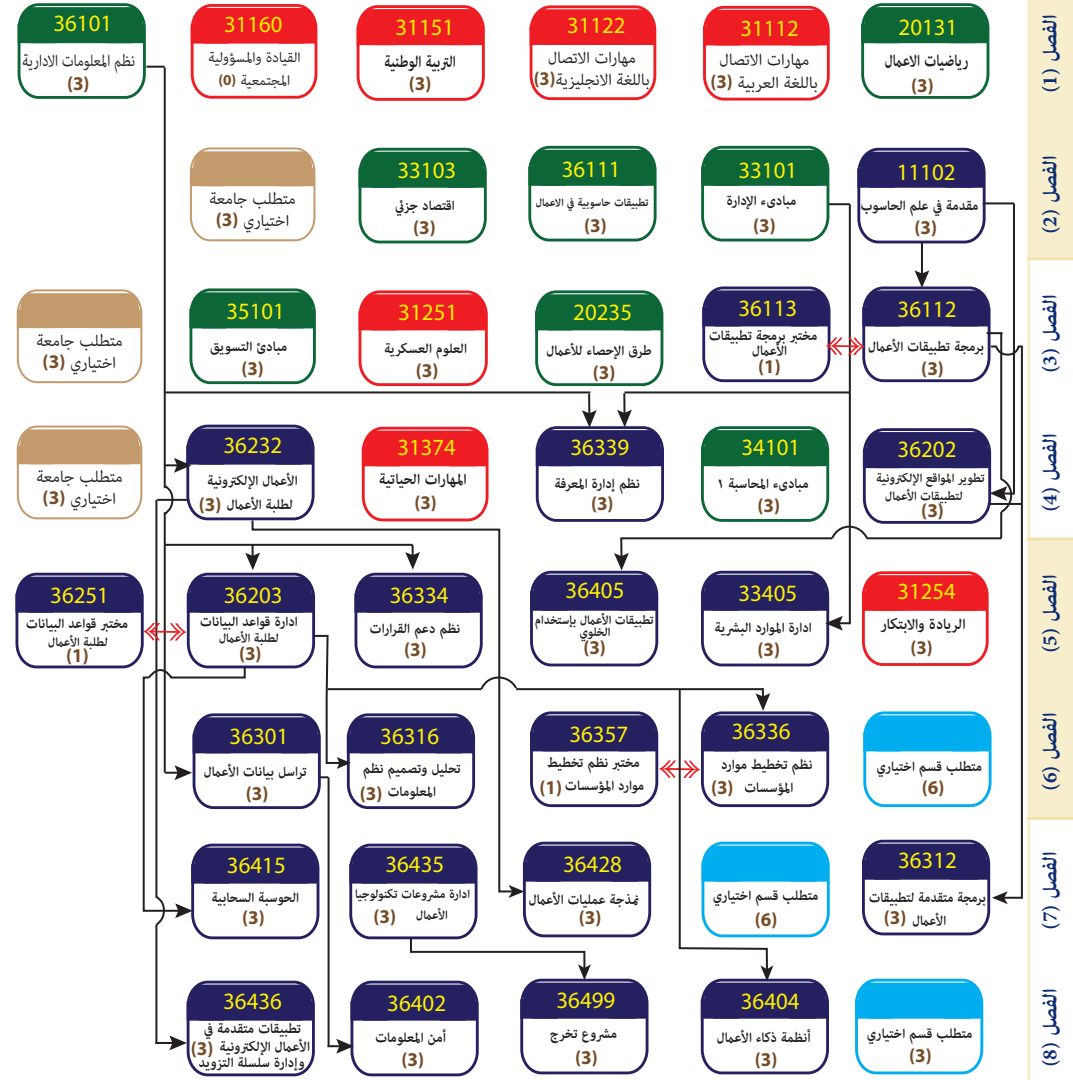 الفصل (1)
20131
رياضيات الاعمال
(3)
31112
مهارات الاتصال
باللغة العربية (3)
31122
مهارات الاتصال
باللغة الانجليزية(3)
31151
التربية الوطنية
(3)
31160
القيادة والمسؤولية
المجتمعية (0)
36101
نظم المعلومات الادارية
(3)
الفصل (2)
11102
مقدمة في علم الحاسوب
(3)
33101
مبادىء الإدارة
(3)
36111
تطبيقات حاسوبية في الاعمال
(3)
33103
اقتصاد جزئي
(3)
متطلب جامعة
اختياري (3)
الفصل (3)
36112
برمجة تطبيقات الأعمال
(3)
36113
مختبر برمجة تطبيقات
الأعمال
(1)
20235
طرق الإحصاء للأعمال
(3)
31251
العلوم العسكرية
(3)
35101
مبادئ التسويق
(3)
متطلب جامعة
اختياري (3)
الفصل (4)
36202
تطوير المواقع الإلكترونية
لتطبيقات الأعمال
(3)
34101
مبادىء المحاسبة ١
(3)
36339
نظم إدارة المعرفة
(3)
31374
المهارات الحياتية
(3)
36232
الأعمال الإلكترونية
لطلبة الأعمال (3)
متطلب جامعة
اختياري (3)
الفصل (5)
31254
الريادة والابتكار
(3)
33405
ادارة الموارد البشرية
(3)
36405
تطبيقات الأعمال بإستخدام
الخلوي
(3)
36334
نظم دعم القرارات
(3)
36203
ادارة قواعد البيانات
لطلبة الأعمال
(3)
36251
مختبر قواعد البيانات
لطلبة الأعمال
(1)
الفصل (6)
متطلب قسم اختياري
(6)
36336
نظم تخطيط موارد
المؤسسات (3)
36357
مختبر نظم تخطيط
موارد المؤسسات (1)
36316
تحليل وتصميم نظم
المعلومات (3)
36301
تراسل بيانات الأعمال
(3)
الفصل (7)
36312
برمجة متقدمة لتطبيقات
الأعمال (3)
متطلب قسم اختياري
(6)
36428
نمذجة عمليات الأعمال
(3)
36435
ادارة مشروعات تكنولوجيا
الأعمال (3)
36415
الحوسبة السحابية
(3)
الفصل (8)
متطلب قسم اختياري
(3)
36404
أنظمة ذكاء الأعمال
(3)
36499
مشروع تخرج
(3)
36402
أمن المعلومات
(3)
36436
تطبيقات متقدمة في
الأعمال الإلكترونية (3)
وإدارة سلسلة التزويد